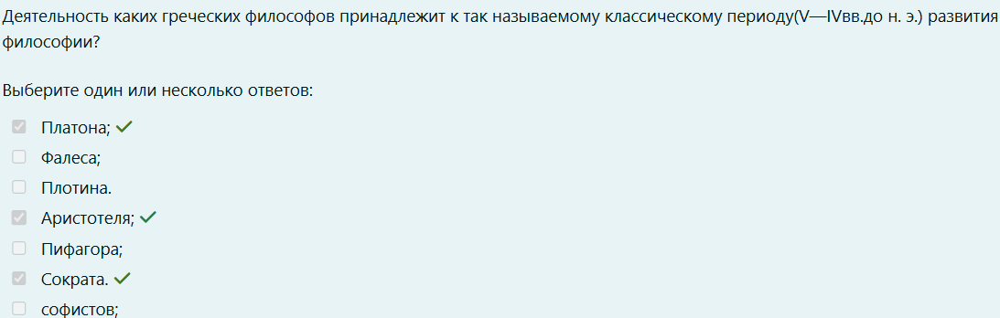 Деятельность каких греческих философов принадлежит к так называемому классическому периоду(V—IVвв.до н. э.) развития
философии?
Выберите один или несколько ответов:
Платона;
Фалеса;
Плотина.
Аристотеля;
Пифагора;
Сократа.
софистов;